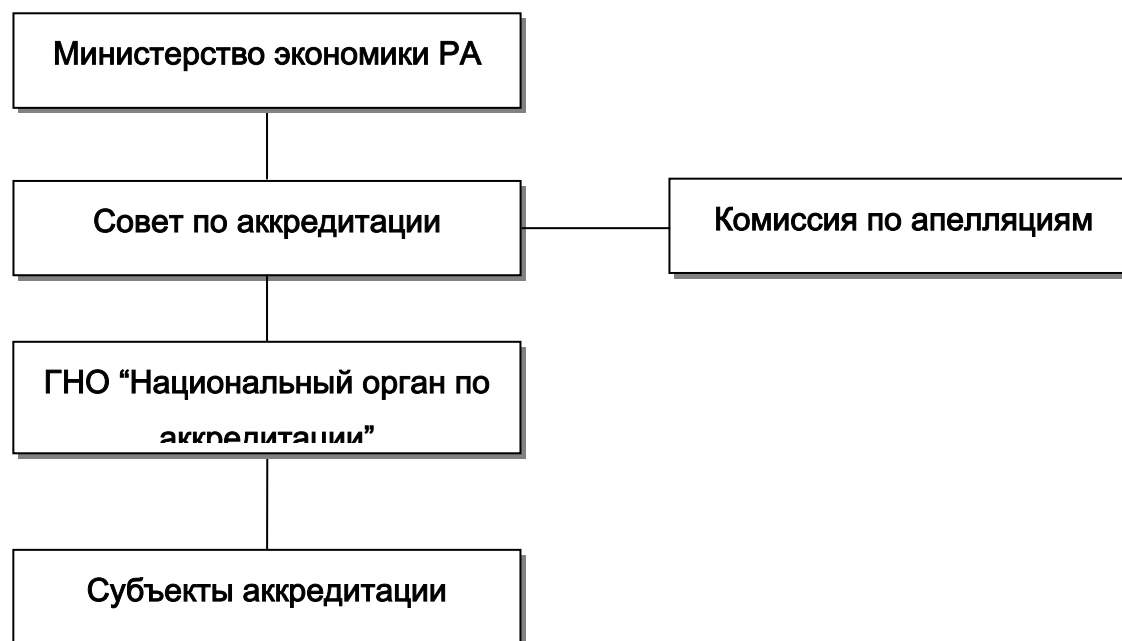 Министерство экономики РА
Совет по аккредитации
Комиссия по апелляциям
ГНО “Национальный орган по
аккредитации”
Субъекты аккредитации